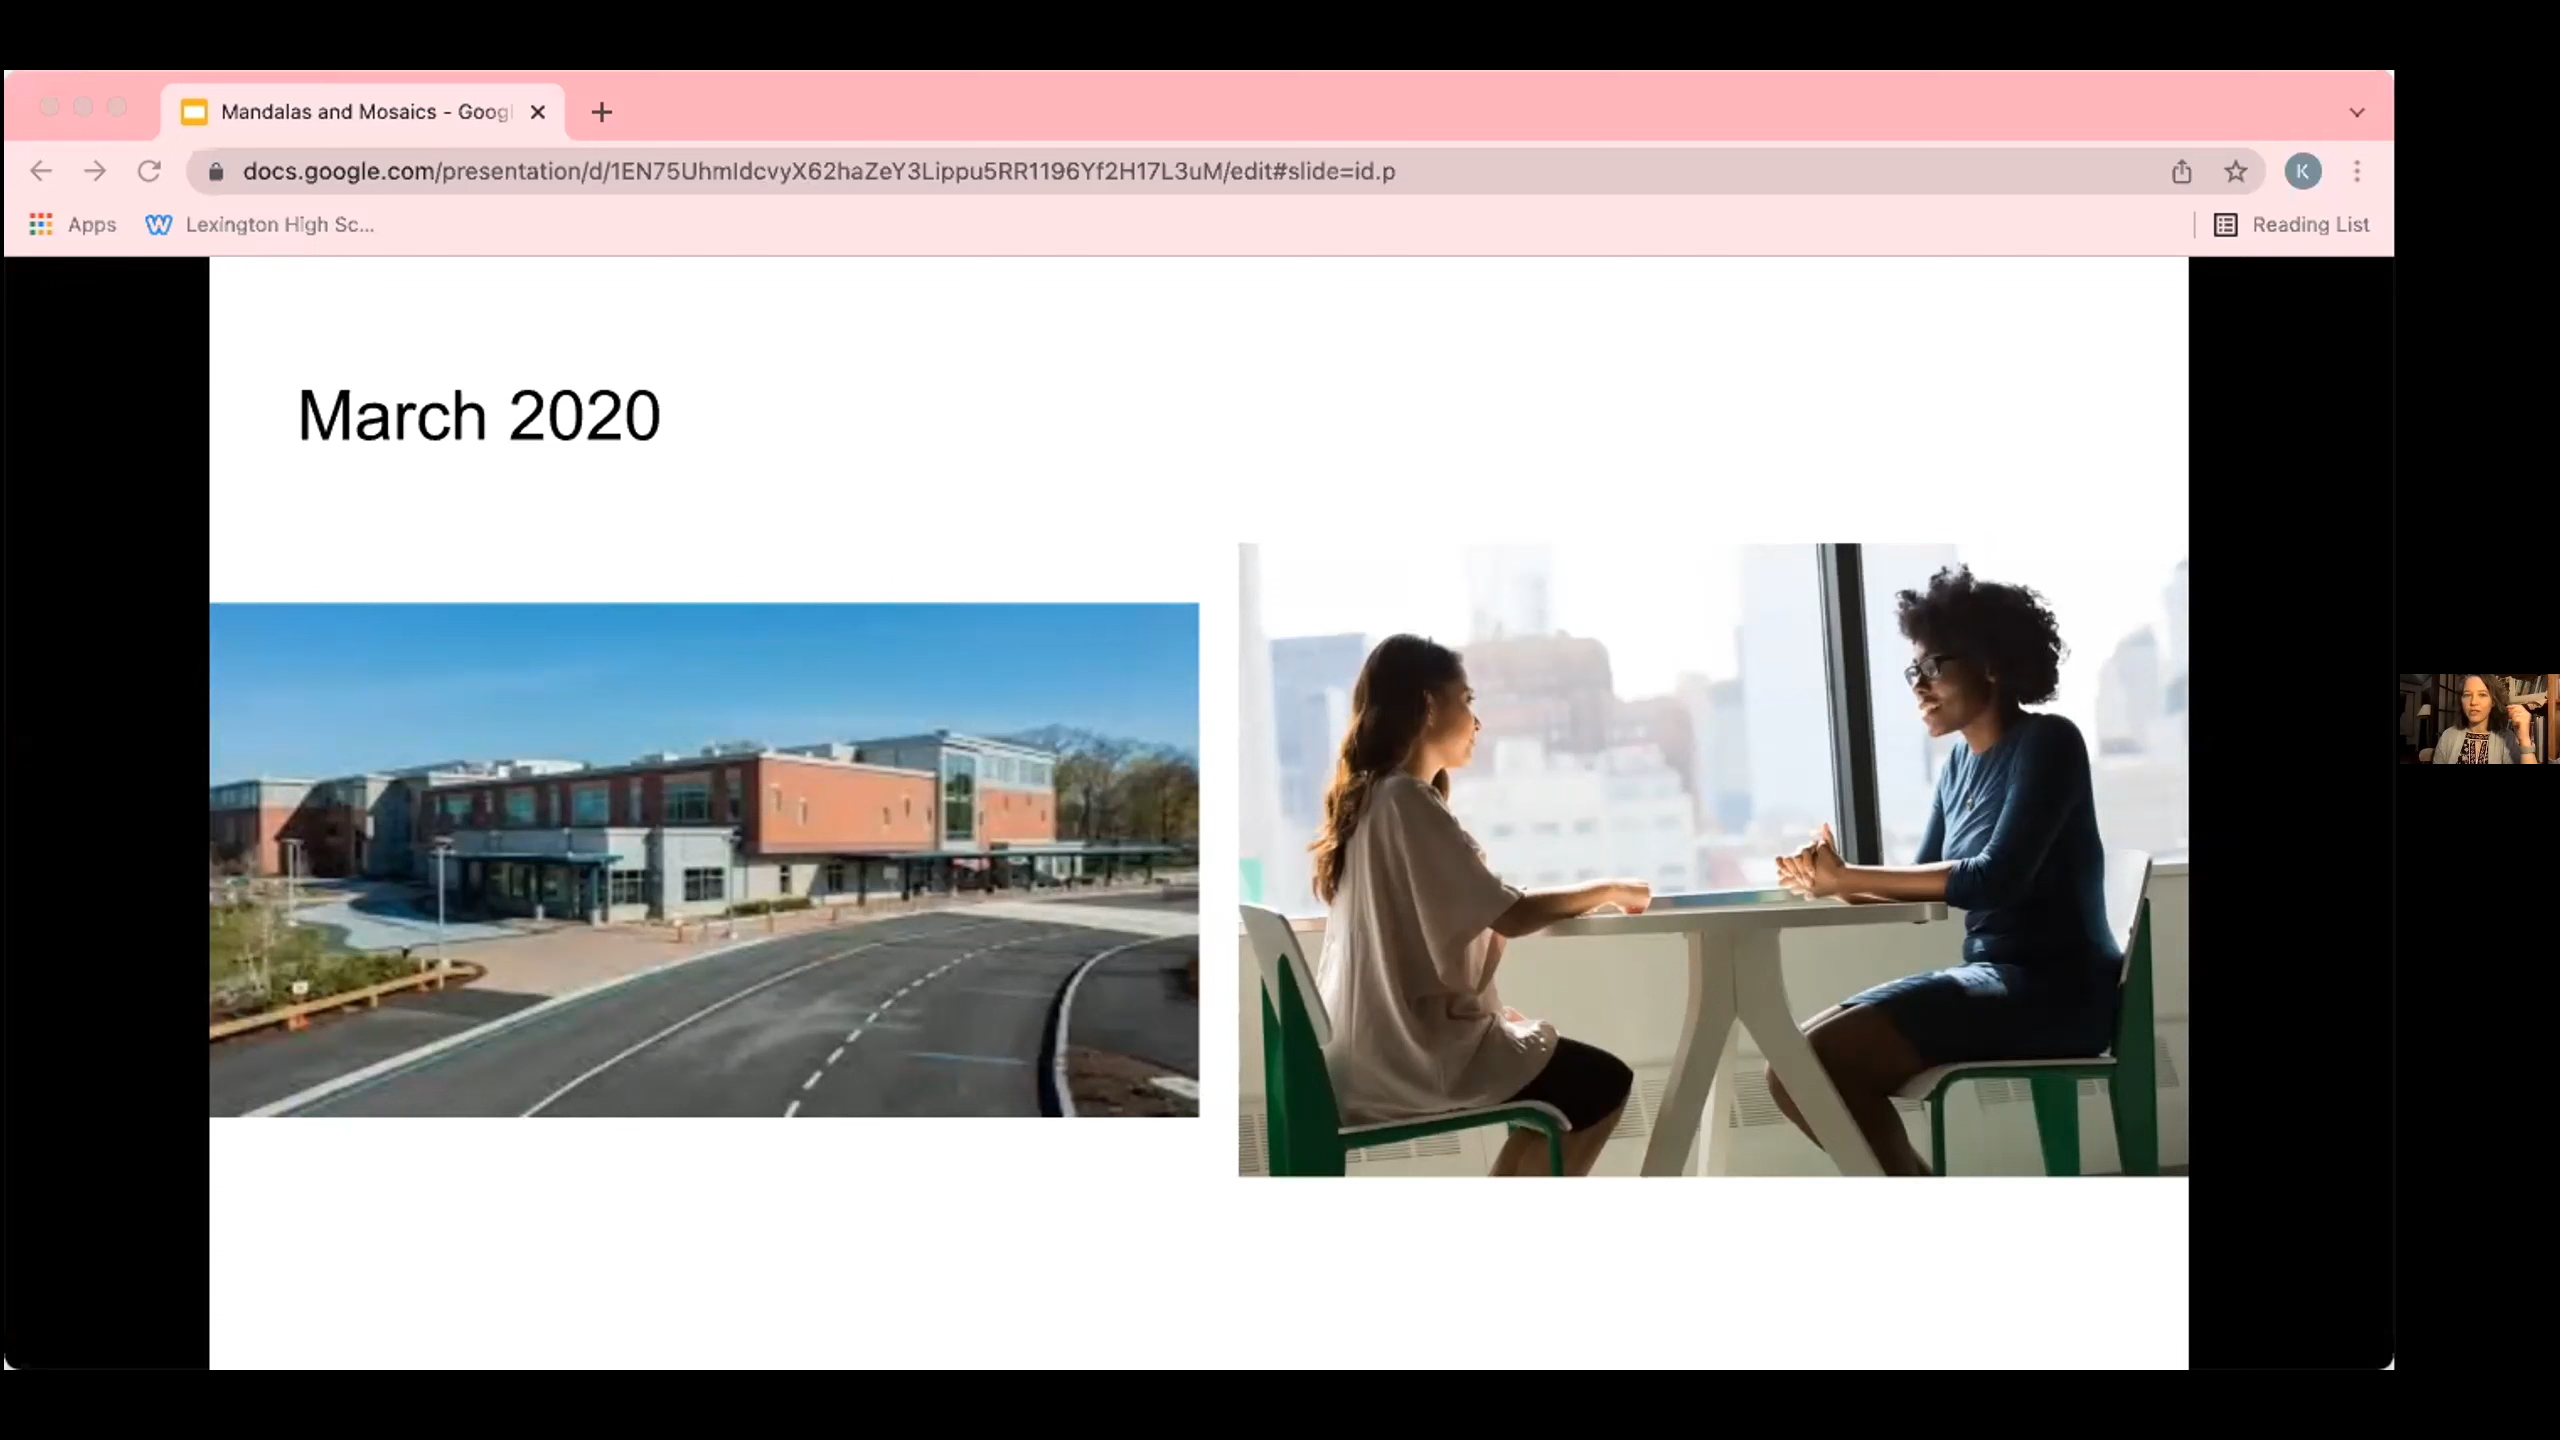 Mandalas and Mosaics - Googl
docs.google.com/presentation/d/1EN75UhmIdcvyX62haZeY3Lippu5RR1196Yf2H17L3uM/edit#slide=id.p
K
Apps
Lexington High Sc...
Reading List
March 2020